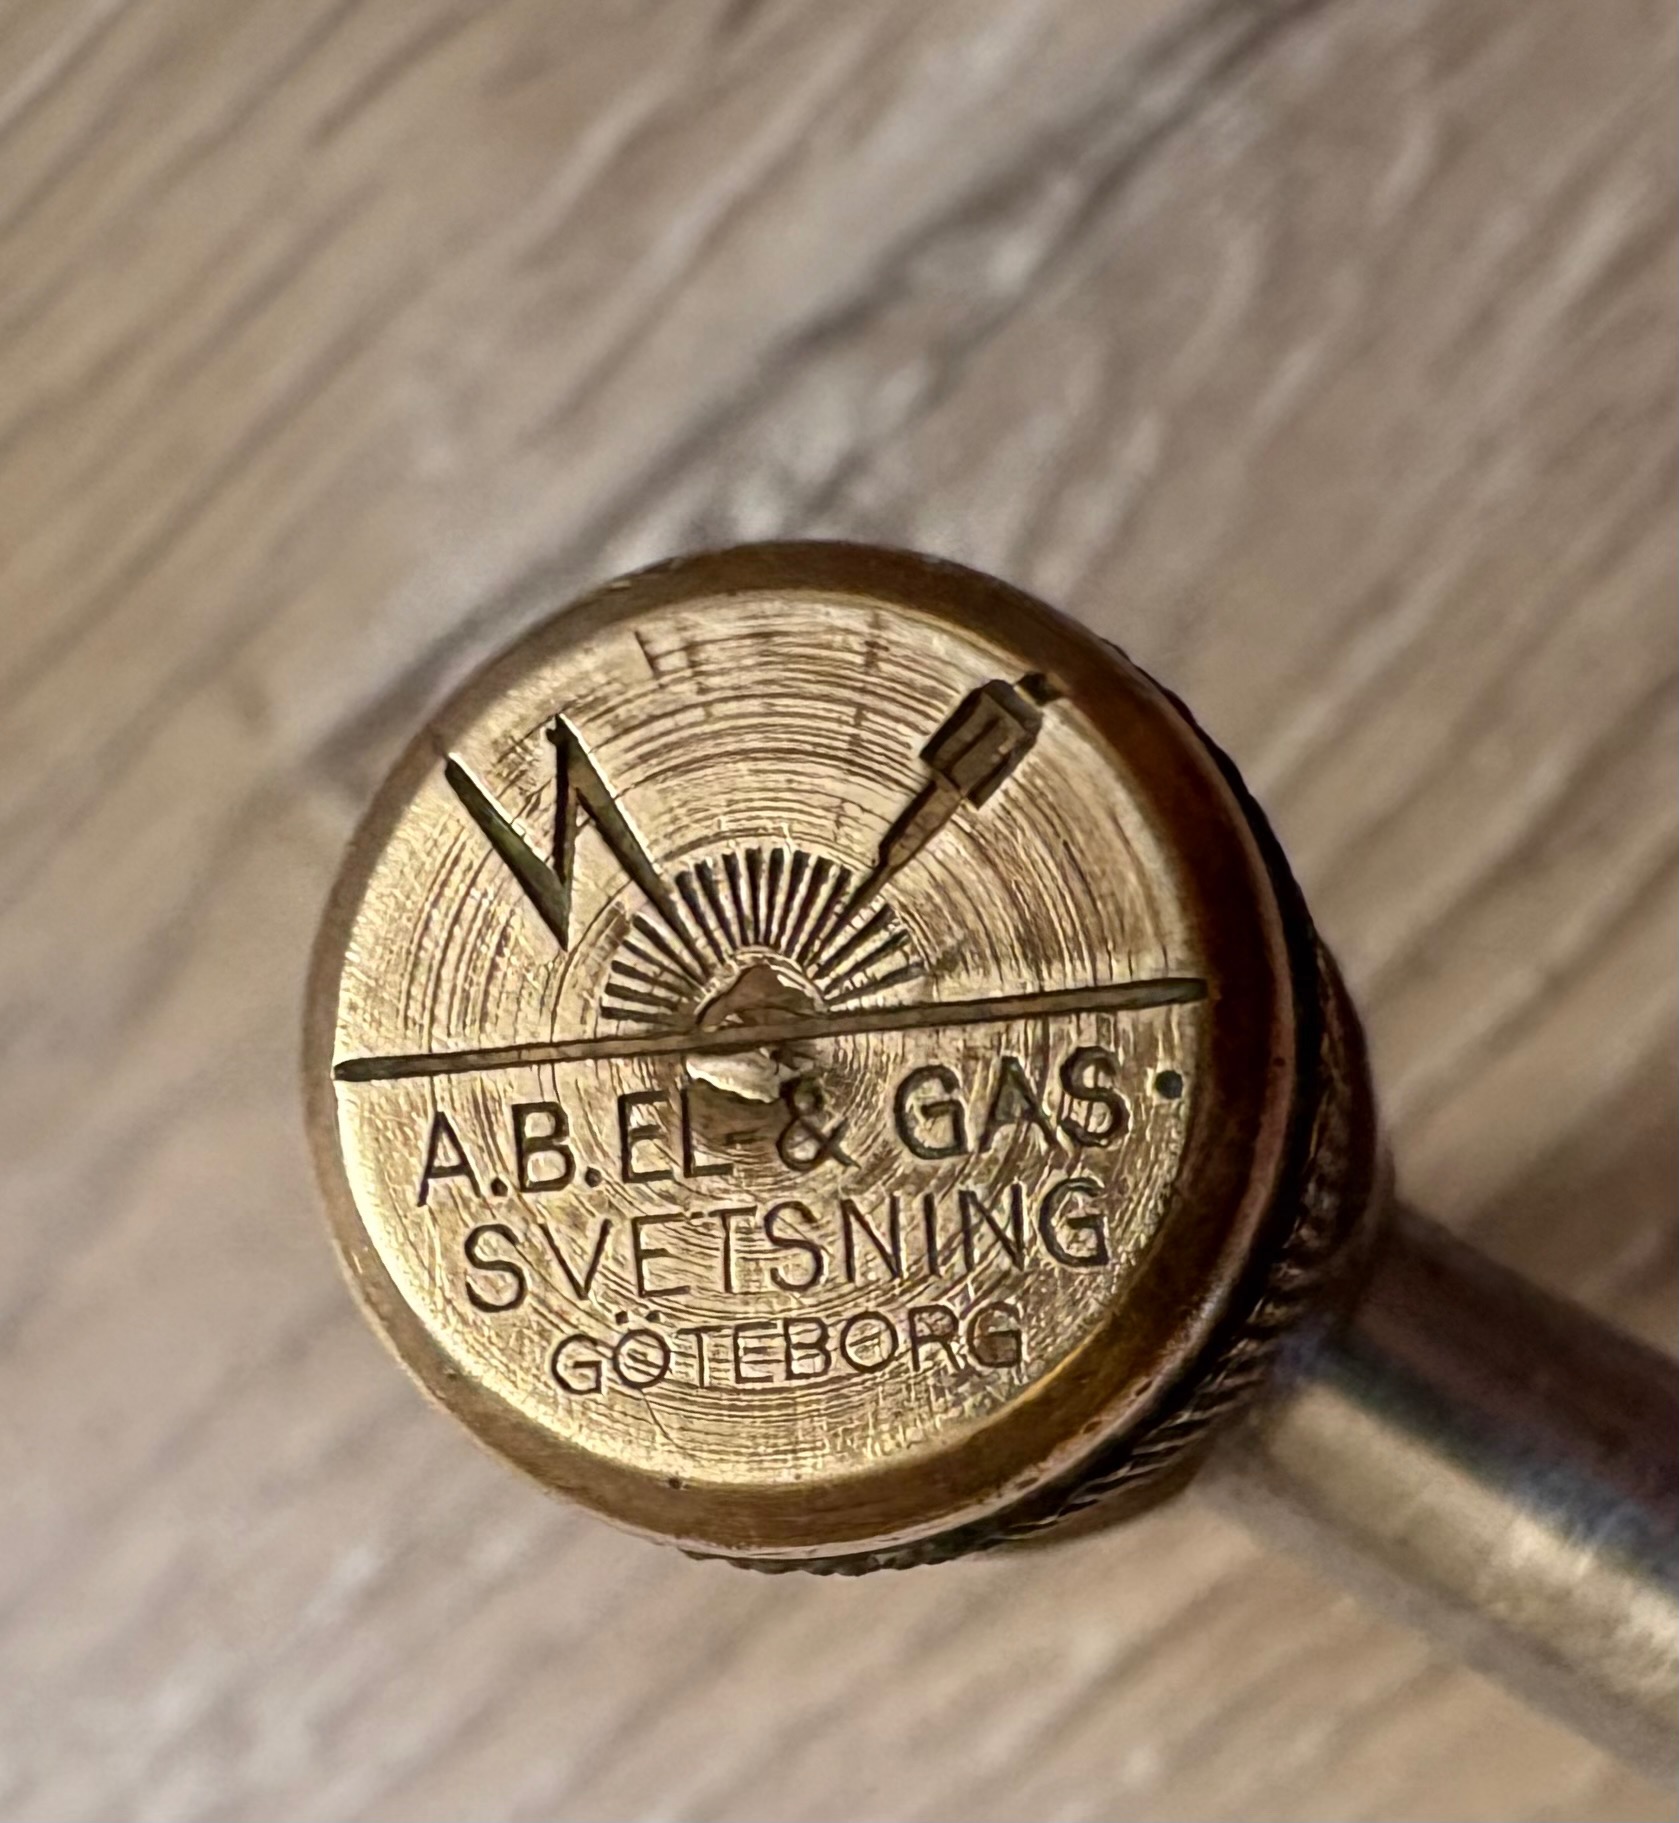 A.B.EL- & GAS-
SVETSNING
GÖTEBORG